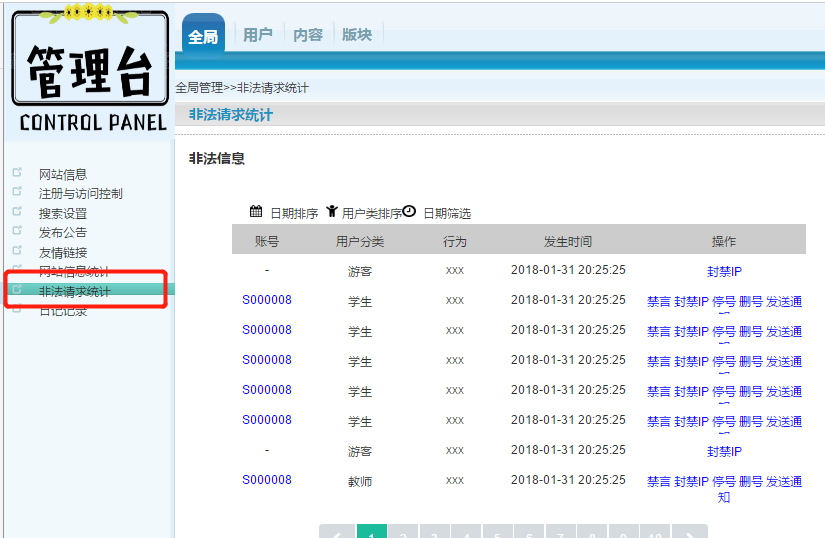 管理台
CONTROL PANEL
全局 用户 内容 版块
全局管理>>非法请求统计
非法请求统计
非法信息
网站信息
注册与访问控制
搜索设置
发布公告
友情链接
网站信息统计
非法请求统计
日记记录
日期排序 用户类排序 日期筛选
账号 用户分类 行为 发生时间 操作
- 游客 xxx 2018-01-31 20:25:25 封禁IP
S000008 学生 xxx 2018-01-31 20:25:25 禁言 封禁IP 停号 删号 发送通
S000008 学生 xxx 2018-01-31 20:25:25 禁言 封禁IP 停号 删号 发送通
S000008 学生 xxx 2018-01-31 20:25:25 禁言 封禁IP 停号 删号 发送通
S000008 学生 xxx 2018-01-31 20:25:25 禁言 封禁IP 停号 删号 发送通
S000008 学生 xxx 2018-01-31 20:25:25 禁言 封禁IP 停号 删号 发送通
- 游客 xxx 2018-01-31 20:25:25 封禁IP
S000008 教师 xxx 2018-01-31 20:25:25 禁言 封禁IP 停号 删号 发送通
知
1 2 3 4 5 6 7 8 9 10